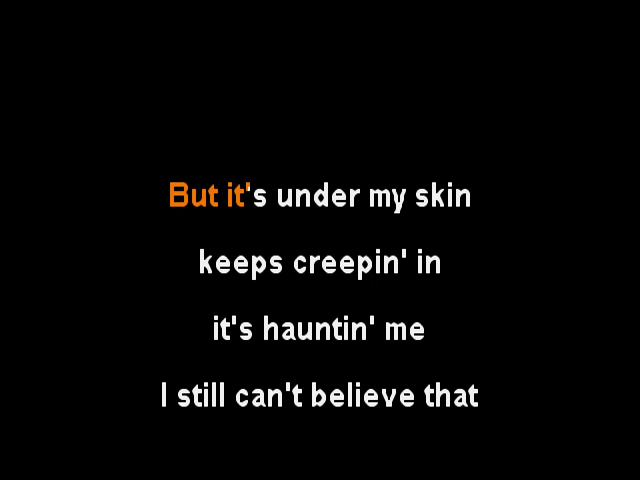 But it's under my skin
keeps creepin' in
it's hauntin' me
I still can't believe that